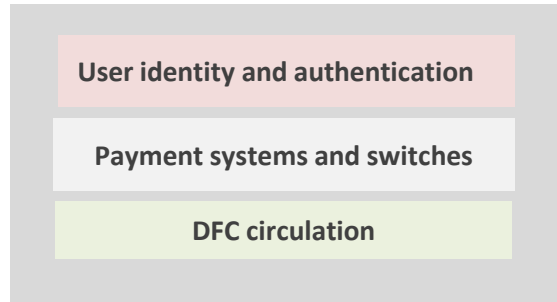 User identity and authentication
Payment systems and switches
DFC circulation